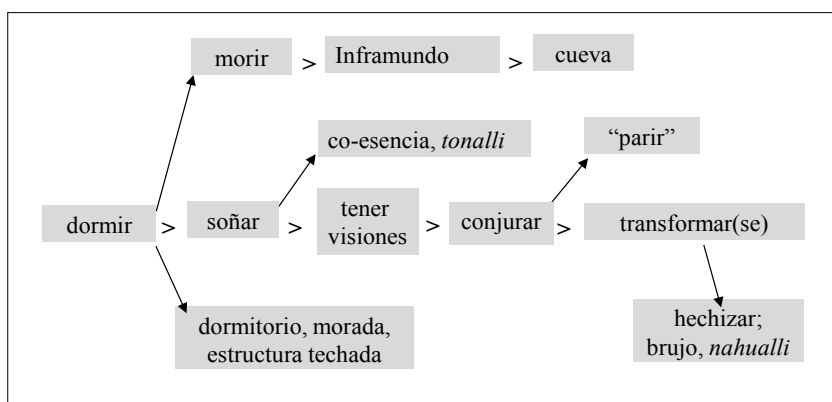 morir > Inframundo > cueva
co-esencia, tonalli
“parir”
dormir > soñar > tener visiones > conjurar > transformar(se)
dormitorio, morada,
estructura techada
hechizar;
brujo, nahualli